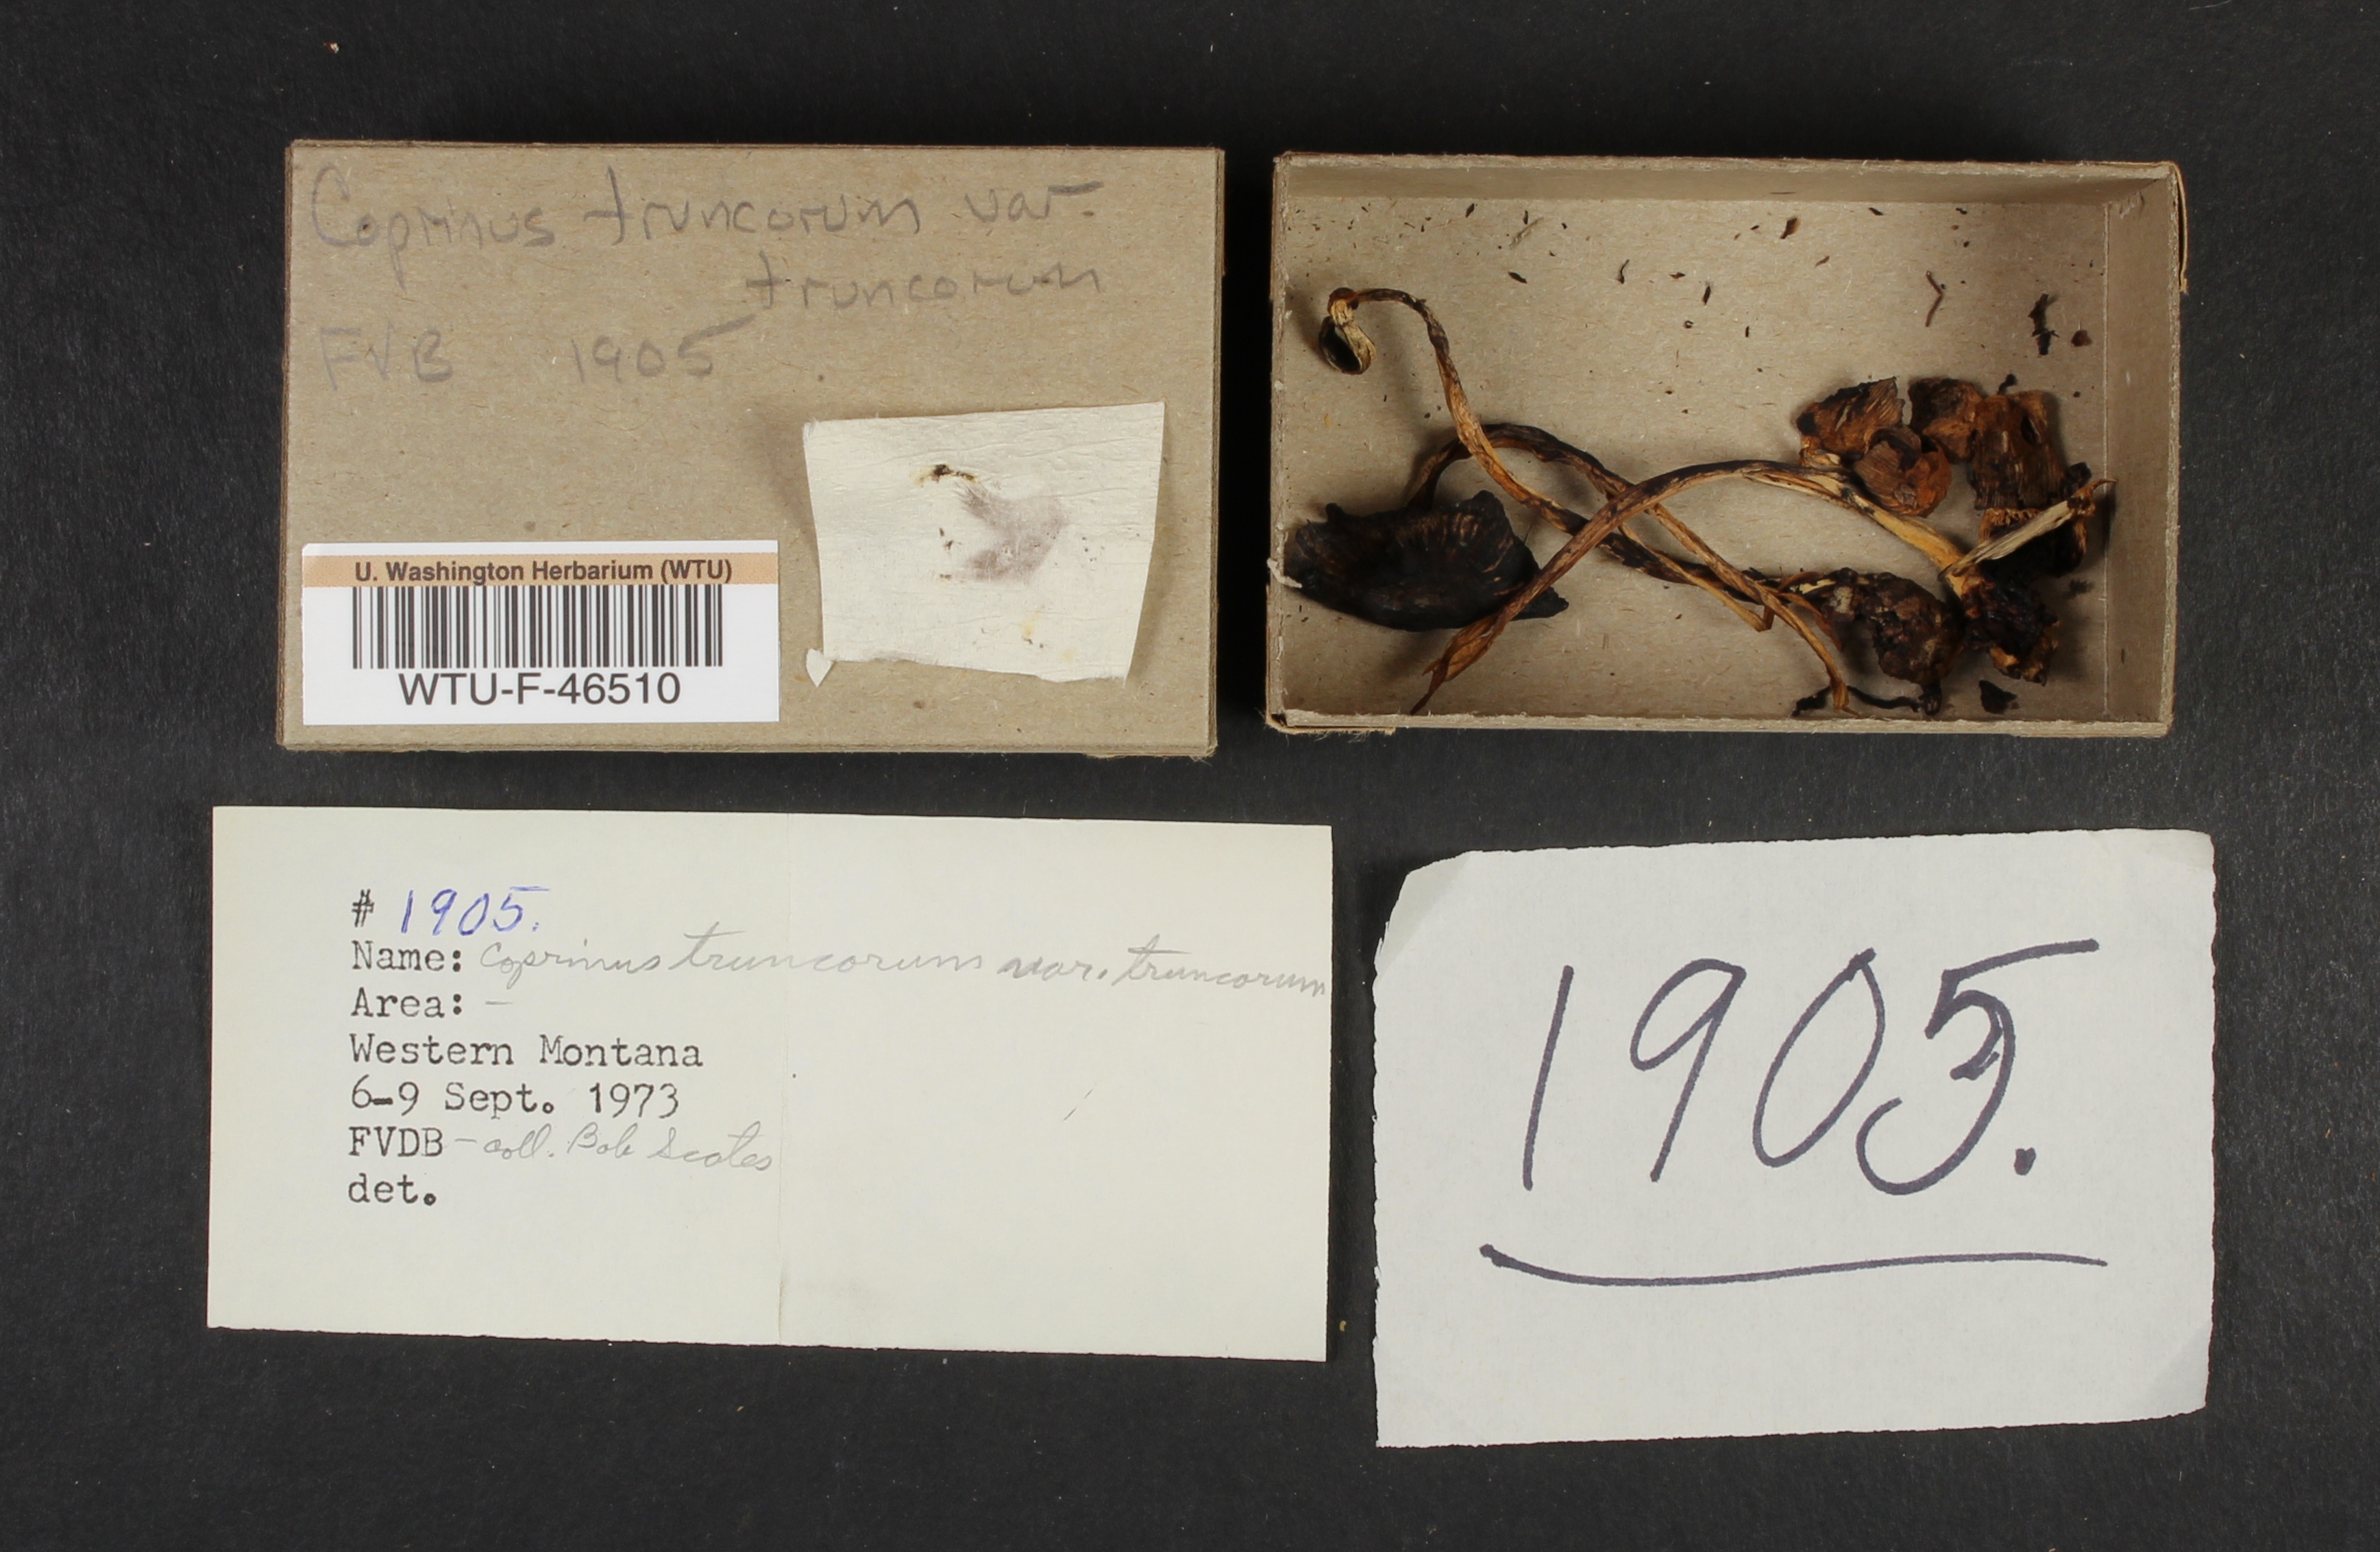 Coprinus truncorum var.
truncorum
FVB 1905
U. Washington Herbarium (WTU)
WTU-F-46510
# 1905.
Name: Coprinus truncorum var. truncorum
Area: -
Western Montana
6-9 Sept. 1973
FVDB - coll. Bob Scates
det.
1905.